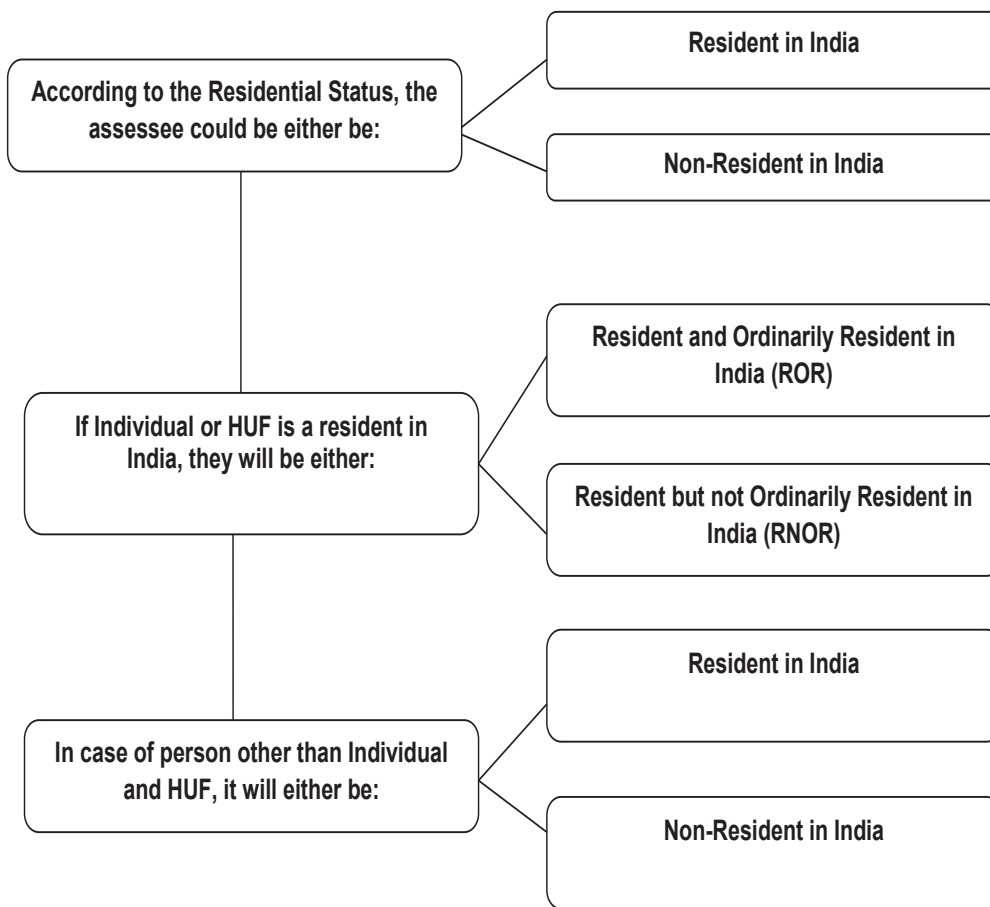 Resident in India
According to the Residential Status, the
assessee could be either be:
Non-Resident in India
Resident and Ordinarily Resident in
India (ROR)
If Individual or HUF is a resident in
India, they will be either:
Resident but not Ordinarily Resident in
India (RNOR)
Resident in India
In case of person other than Individual
and HUF, it will either be:
Non-Resident in India